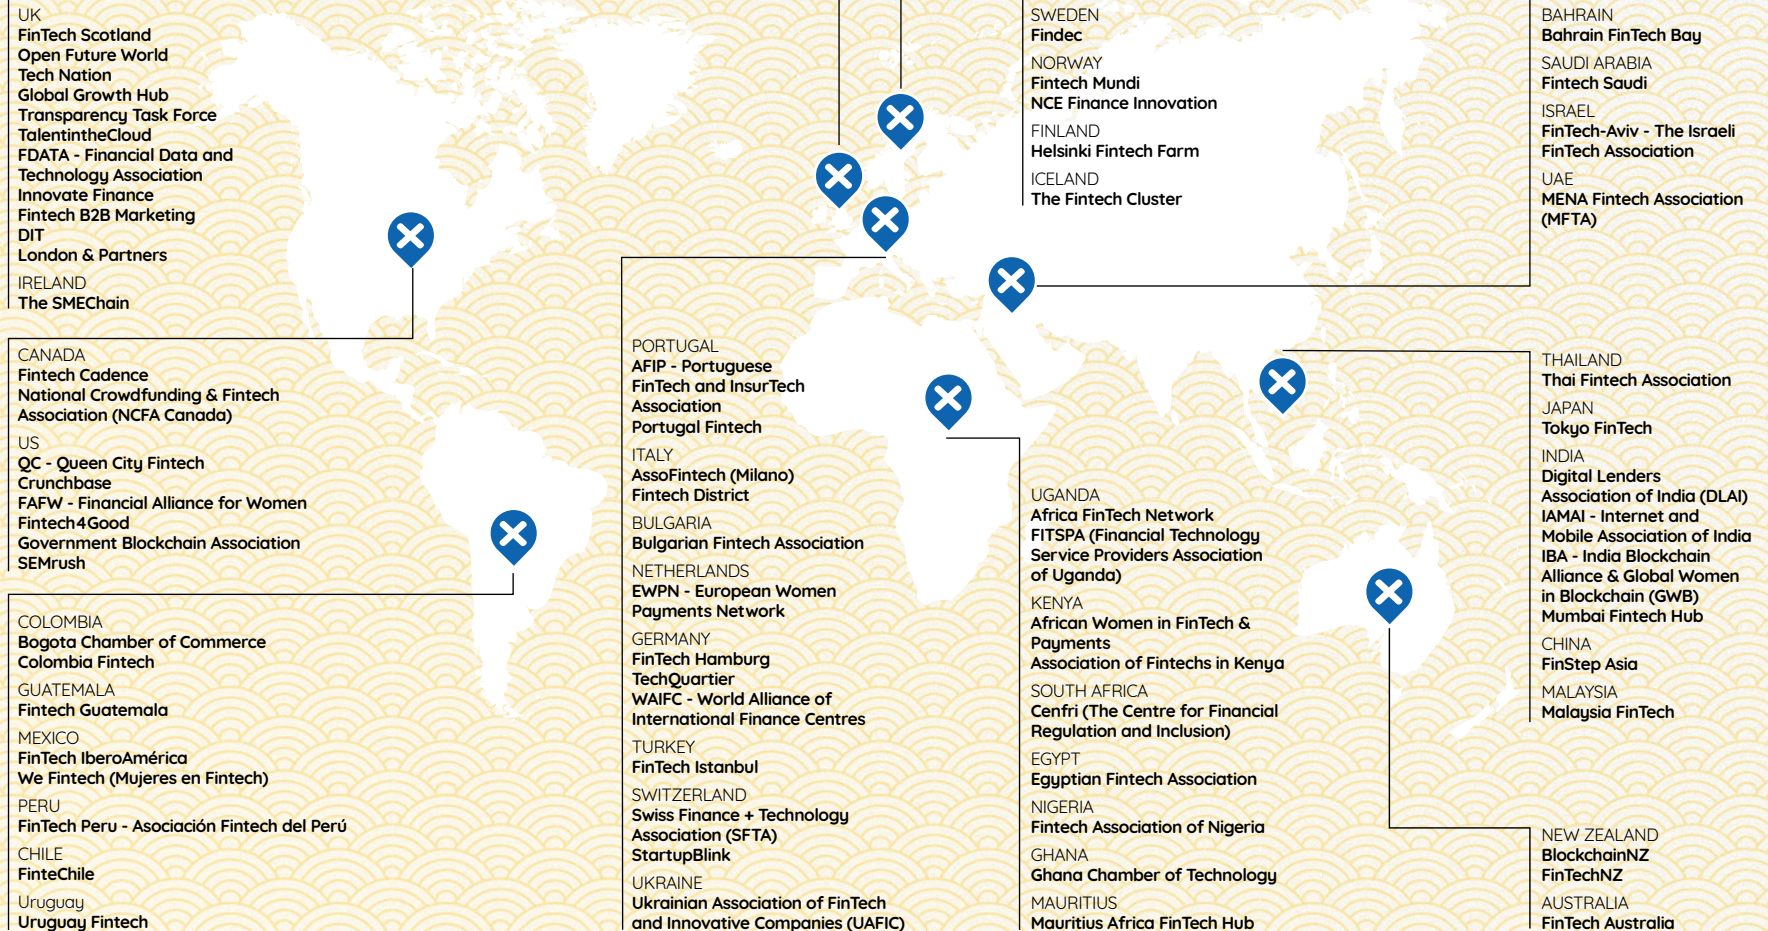 UK
FinTech Scotland
Open Future World
Tech Nation
Global Growth Hub
Transparency Task Force
TalentintheCloud
FDATA - Financial Data and
Technology Association
Innovate Finance
Fintech B2B Marketing
DIT
London & Partners
IRELAND
The SMEChain
CANADA
Fintech Cadence
National Crowdfunding & Fintech
Association (NCFA Canada)
US
QC - Queen City Fintech
Crunchbase
FAFW - Financial Alliance for Women
Fintech4Good
Government Blockchain Association
SEMrush
COLOMBIA
Bogota Chamber of Commerce
Colombia Fintech
GUATEMALA
Fintech Guatemala
MEXICO
FinTech IberoAmérica
We Fintech (Mujeres en Fintech)
PERU
FinTech Peru - Asociación Fintech del Perú
CHILE
FinteChile
Uruguay
Uruguay Fintech
PORTUGAL
AFIP - Portuguese
FinTech and InsurTech
Association
Portugal Fintech
ITALY
AssoFintech (Milano)
Fintech District
BULGARIA
Bulgarian Fintech Association
NETHERLANDS
EWPN - European Women
Payments Network
GERMANY
FinTech Hamburg
TechQuartier
WAIFC - World Alliance of
International Finance Centres
TURKEY
FinTech Istanbul
SWITZERLAND
Swiss Finance + Technology
Association (SFTA)
StartupBlink
UKRAINE
Ukrainian Association of FinTech
and Innovative Companies (UAFIC)
SWEDEN
Findec
NORWAY
Fintech Mundi
NCE Finance Innovation
FINLAND
Helsinki Fintech Farm
ICELAND
The Fintech Cluster
UGANDA
Africa FinTech Network
FITSPA (Financial Technology
Service Providers Association
of Uganda)
KENYA
African Women in FinTech &
Payments
Association of Fintechs in Kenya
SOUTH AFRICA
Cenfri (The Centre for Financial
Regulation and Inclusion)
EGYPT
Egyptian Fintech Association
NIGERIA
Fintech Association of Nigeria
GHANA
Ghana Chamber of Technology
MAURITIUS
Mauritius Africa FinTech Hub
BAHRAIN
Bahrain FinTech Bay
SAUDI ARABIA
Fintech Saudi
ISRAEL
FinTech-Aviv - The Israeli
FinTech Association
UAE
MENA Fintech Association
(MFTA)
THAILAND
Thai Fintech Association
JAPAN
Tokyo FinTech
INDIA
Digital Lenders
Association of India (DLAI)
IAMAI - Internet and
Mobile Association of India
IBA - India Blockchain
Alliance & Global Women
in Blockchain (GWB)
Mumbai Fintech Hub
CHINA
FinStep Asia
MALAYSIA
Malaysia FinTech
NEW ZEALAND
BlockchainNZ
FinTechNZ
AUSTRALIA
FinTech Australia